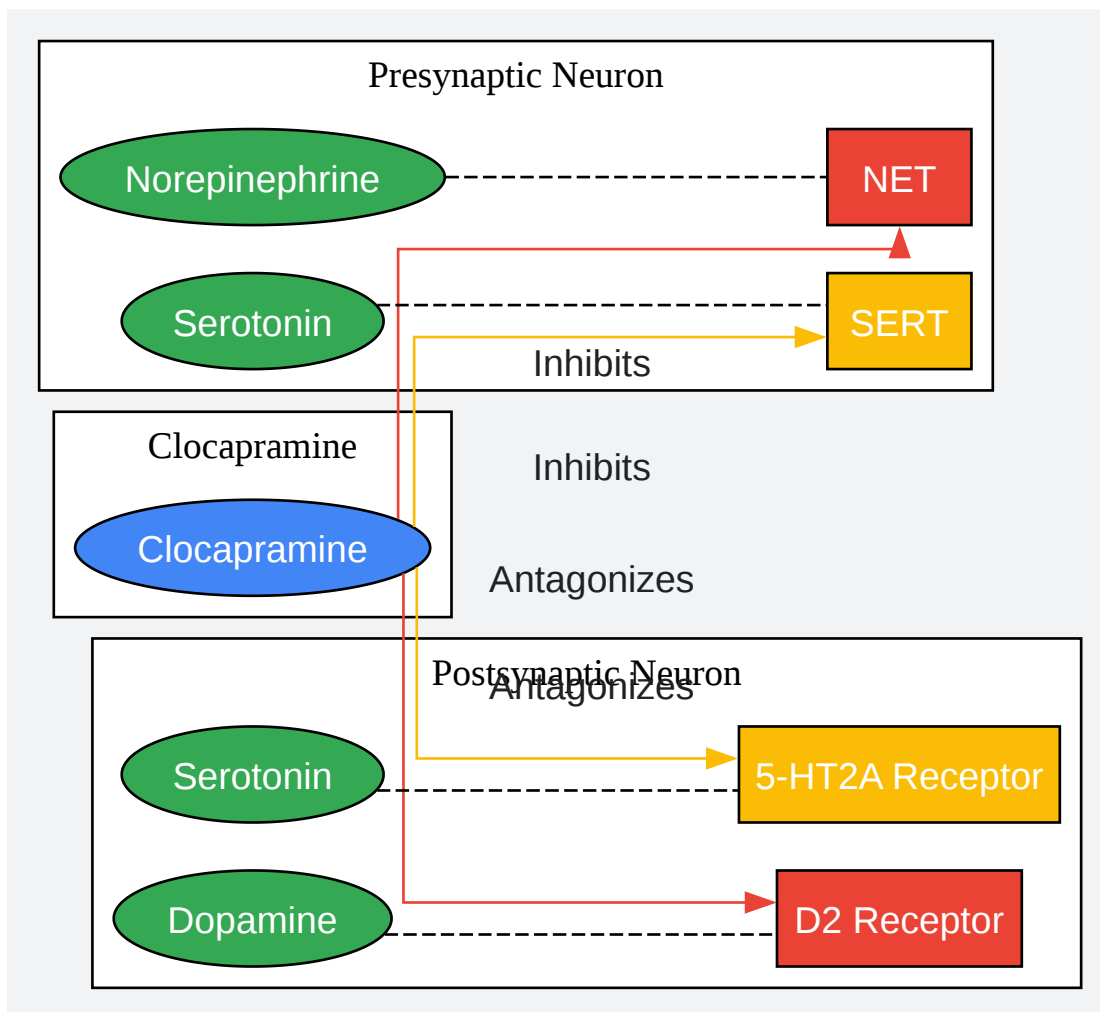 Presynaptic Neuron
Norepinephrine
NET
Serotonin
SERT
Inhibits
Clocapramine
Inhibits
Clocapramine
Antagonizes
Postsynaptic Neuron
Antagonizes
Serotonin
5-HT2A Receptor
Dopamine
D2 Receptor